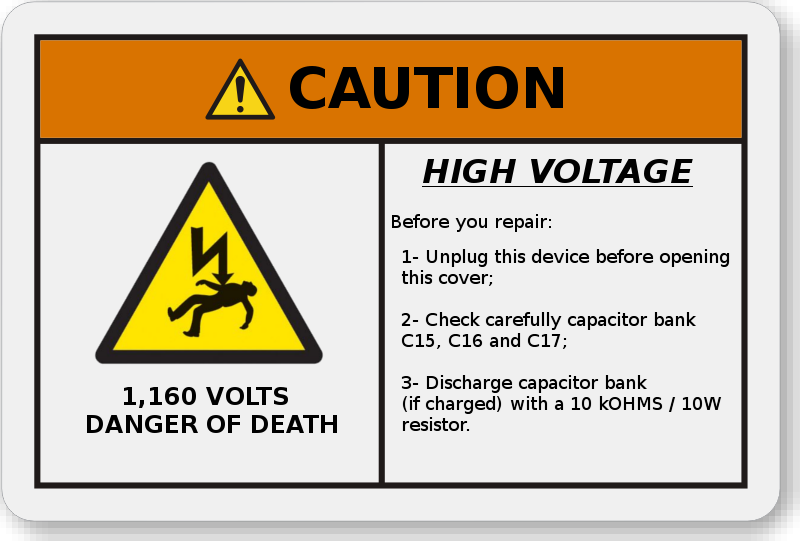 CAUTION
1,160 VOLTS
DANGER OF DEATH
HIGH VOLTAGE
Before you repair:
1- Unplug this device before opening
this cover;
2- Check carefully capacitor bank
C15, C16 and C17;
3- Discharge capacitor bank
(if charged) with a 10 kOHMS / 10W
resistor.